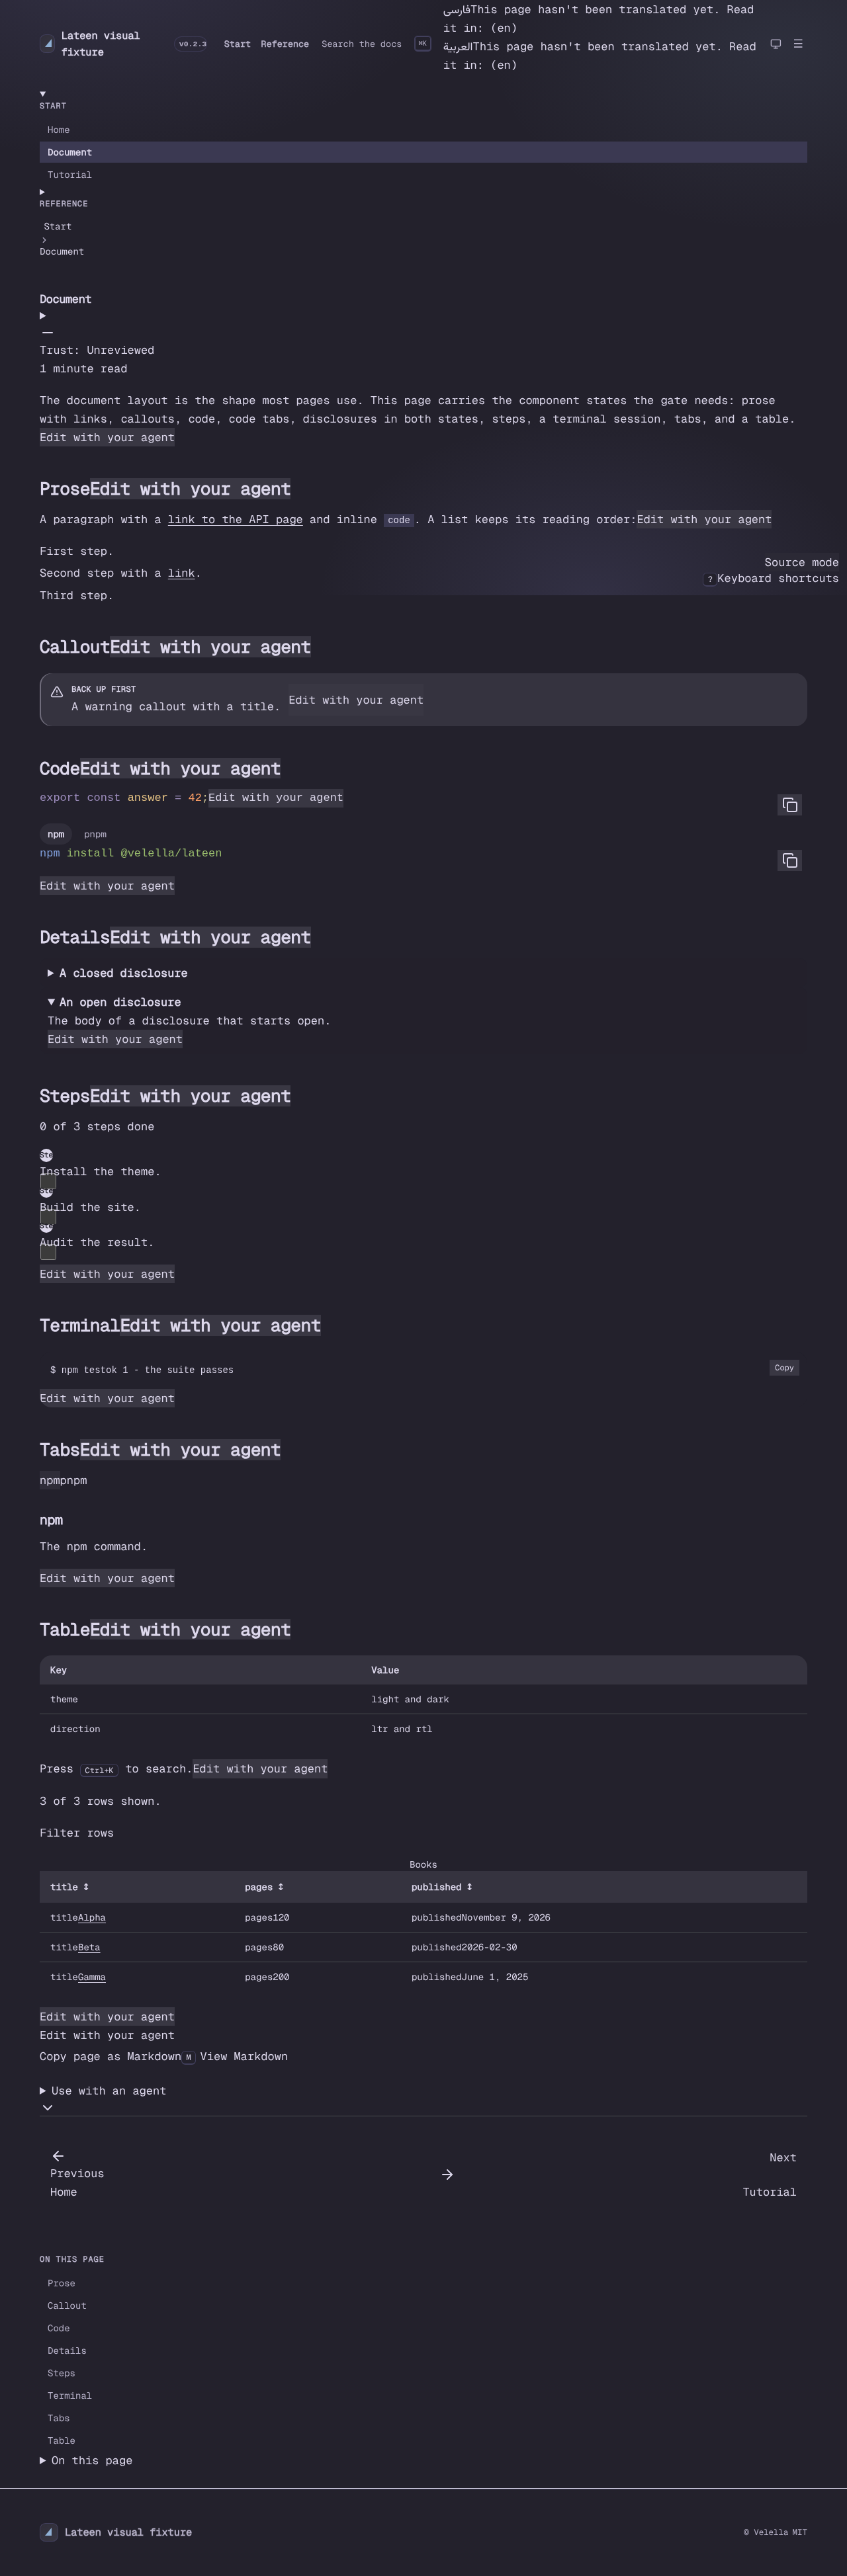 Lateen visual
fixture
v0.2.3
Start
Reference
Search the docs
⌘K
فارسیThis page hasn't been translated yet. Read
it in: (en)
العربيةThis page hasn't been translated yet. Read
it in: (en)
START
Home
Document
Tutorial
REFERENCE
Start
Document
Document
Trust: Unreviewed
1 minute read
The document layout is the shape most pages use. This page carries the component states the gate needs: prose
with links, callouts, code, code tabs, disclosures in both states, steps, a terminal session, tabs, and a table.
Edit with your agent
ProseEdit with your agent
A paragraph with a link to the API page and inline code. A list keeps its reading order:Edit with your agent
First step.
Second step with a link.
Third step.
Source mode
?Keyboard shortcuts
CalloutEdit with your agent
BACK UP FIRST
A warning callout with a title. Edit with your agent
CodeEdit with your agent
export const answer = 42;Edit with your agent
npm pnpm
npm install @velella/lateen
Edit with your agent
DetailsEdit with your agent
A closed disclosure
An open disclosure
The body of a disclosure that starts open.
Edit with your agent
StepsEdit with your agent
0 of 3 steps done
Install the theme.
Build the site.
Audit the result.
Edit with your agent
TerminalEdit with your agent
$ npm testok 1 - the suite passes
Copy
Edit with your agent
TabsEdit with your agent
npmpnpm
npm
The npm command.
Edit with your agent
TableEdit with your agent
Key Value
theme light and dark
direction ltr and rtl
Press Ctrl+K to search.Edit with your agent
3 of 3 rows shown.
Filter rows
Books
title ↕ pages ↕ published ↕
titleAlpha pages120 publishedNovember 9, 2026
titleBeta pages80 published2026-02-30
titleGamma pages200 publishedJune 1, 2025
Edit with your agent
Edit with your agent
Copy page as MarkdownM View Markdown
Use with an agent
Previous
Home
Next
Tutorial
ON THIS PAGE
Prose
Callout
Code
Details
Steps
Terminal
Tabs
Table
On this page
Lateen visual fixture
© Velella MIT